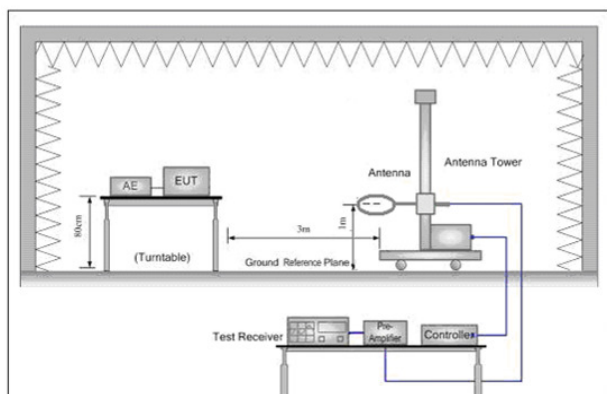 Antenna Tower
Antenna
EUT
AE
80cm
1m
3m
(Turntable)
Ground Reference Plane
Test Receiver
Pre-
Amplifier
Controller